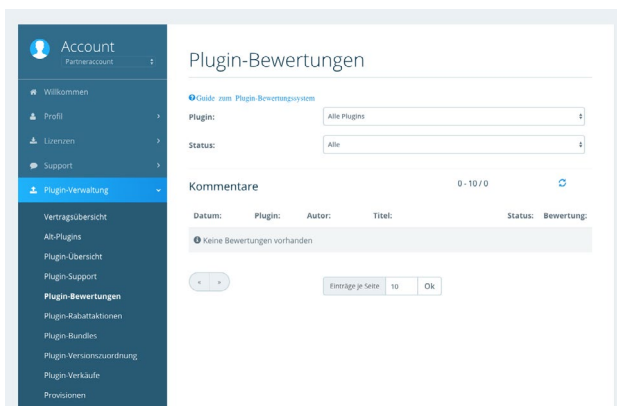 Account
Partneraccount
Willkommen
Profil
Lizenzen
Support
Plugin-Verwaltung
Vertragsübersicht
Alt-Plugins
Plugin-Übersicht
Plugin-Support
Plugin-Bewertungen
Plugin-Rabattaktionen
Plugin-Bundles
Plugin-Versionszuordnung
Plugin-Verkäufe
Provisionen
Plugin-Bewertungen
Guide zum Plugin-Bewertungssystem
Plugin: Alle Plugins
Status: Alle
Kommentare 0 - 10 / 0
Datum: Plugin: Autor: Titel: Status: Bewertung:
Keine Bewertungen vorhanden
« » Einträge je Seite 10 Ok